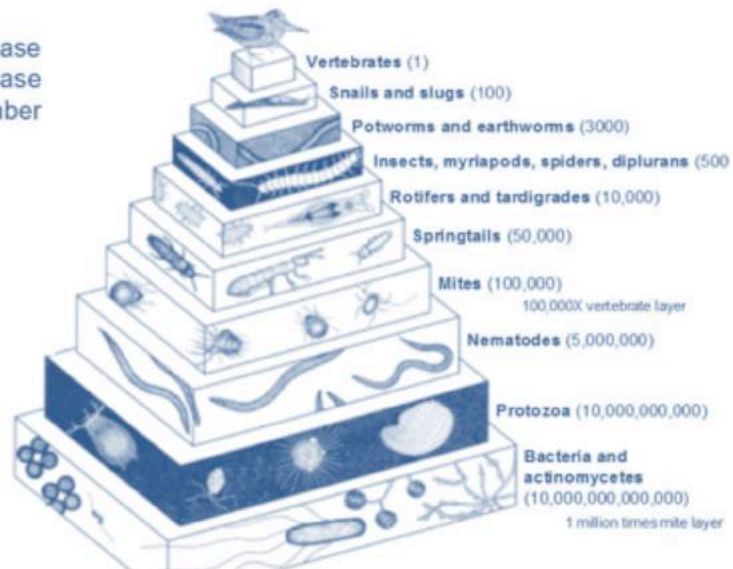 ase
ase
ber
Vertebrates (1)
Snails and slugs (100)
Potworms and earthworms (3000)
Insects, myriapods, spiders, diplurans (500
Rotifers and tardigrades (10,000)
Springtails (50,000)
Mites (100,000)
100,000X vertebrate layer
Nematodes (5,000,000)
Protozoa (10,000,000,000)
Bacteria and
actinomycetes
(10,000,000,000,000)
1 million times mite layer